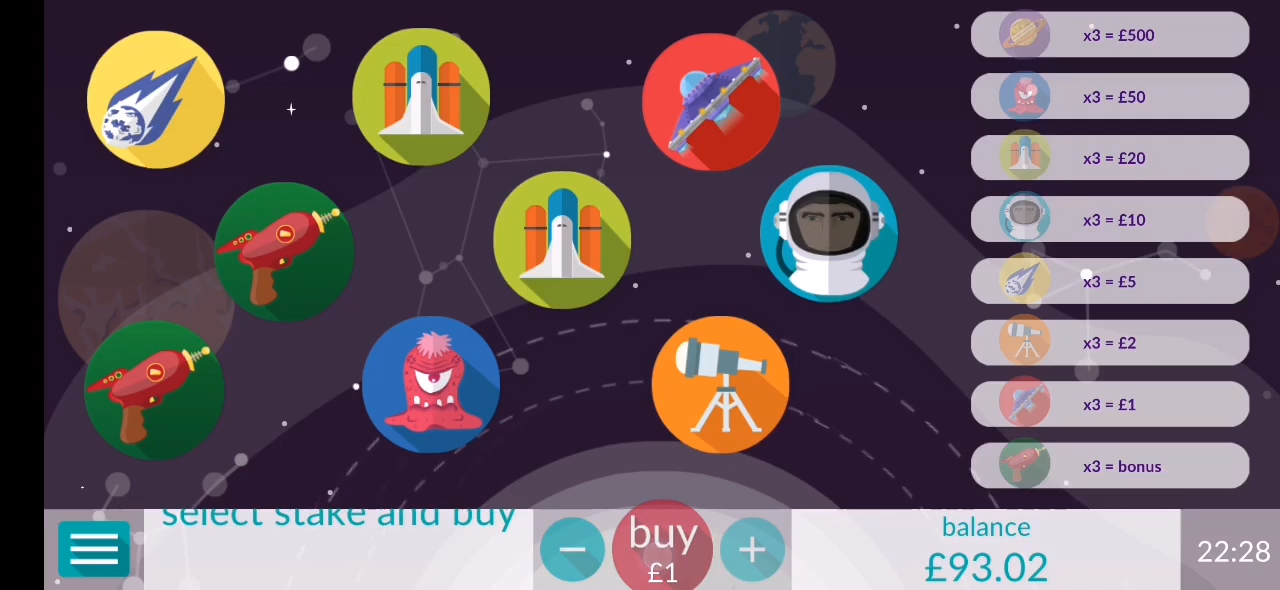 x3 = £500
x3 = £50
x3 = £20
x3 = £10
x3 = £5
x3 = £2
x3 = £1
x3 = bonus
select stake and buy
buy
£1
balance
£93.02
22:28